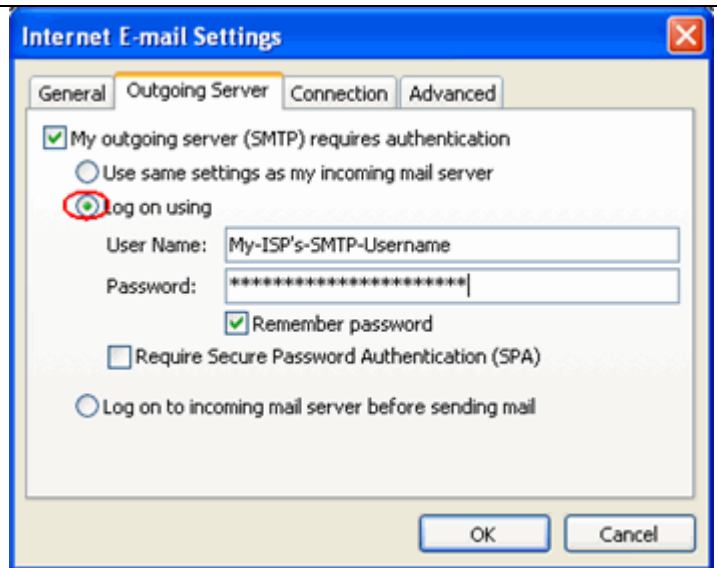 Internet E-mail Settings
General Outgoing Server Connection Advanced
My outgoing server (SMTP) requires authentication
Use same settings as my incoming mail server
Log on using
User Name: My-ISP's-SMTP-Username
Password: **********************
Remember password
Require Secure Password Authentication (SPA)
Log on to incoming mail server before sending mail
OK Cancel